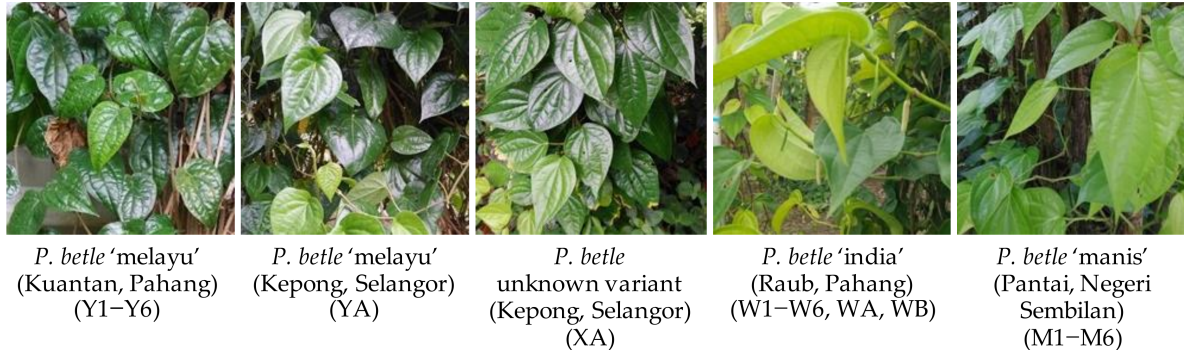 P. betle ‘melayu’
(Kuantan, Pahang)
(Y1−Y6)
P. betle ‘melayu’
(Kepong, Selangor)
(YA)
P. betle
unknown variant
(Kepong, Selangor)
(XA)
P. betle ‘india’
(Raub, Pahang)
(W1−W6, WA, WB)
P. betle ‘manis’
(Pantai, Negeri
Sembilan)
(M1−M6)